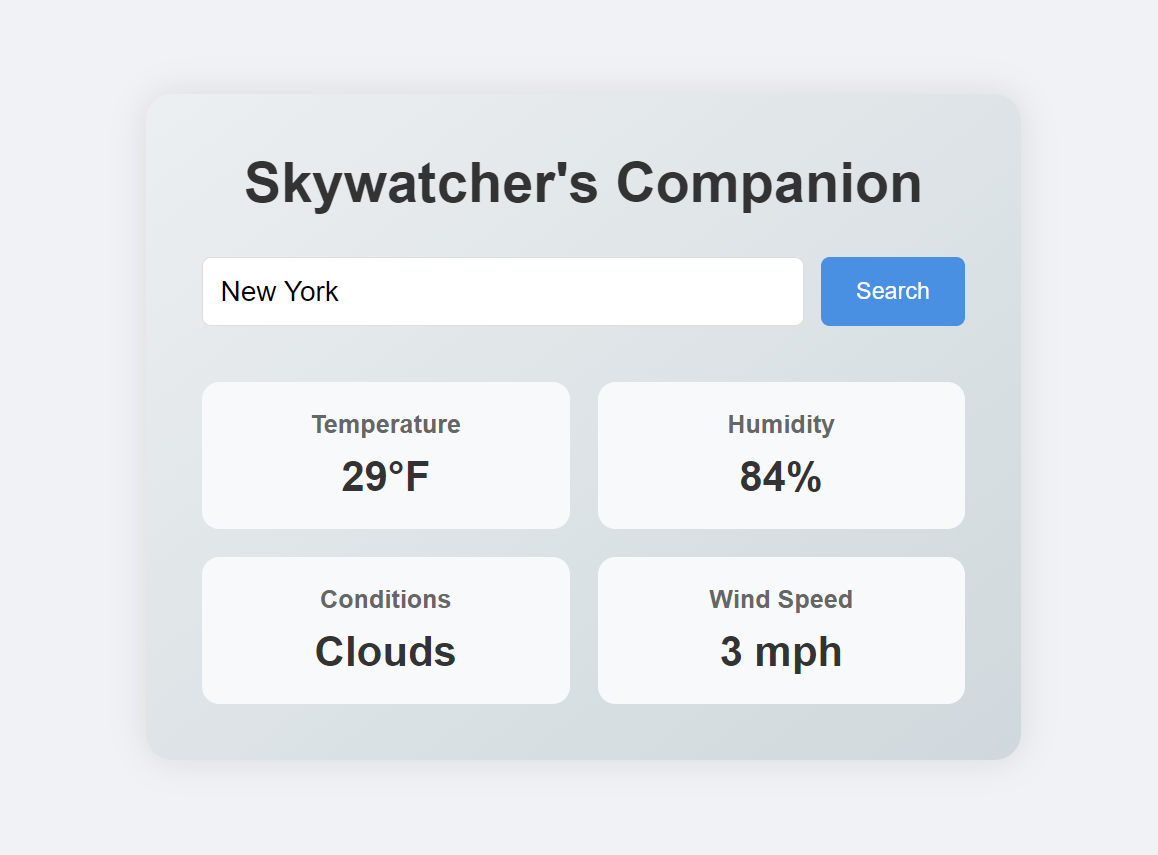 Skywatcher's Companion
New York
Search
Temperature
29°F
Humidity
84%
Conditions
Clouds
Wind Speed
3 mph